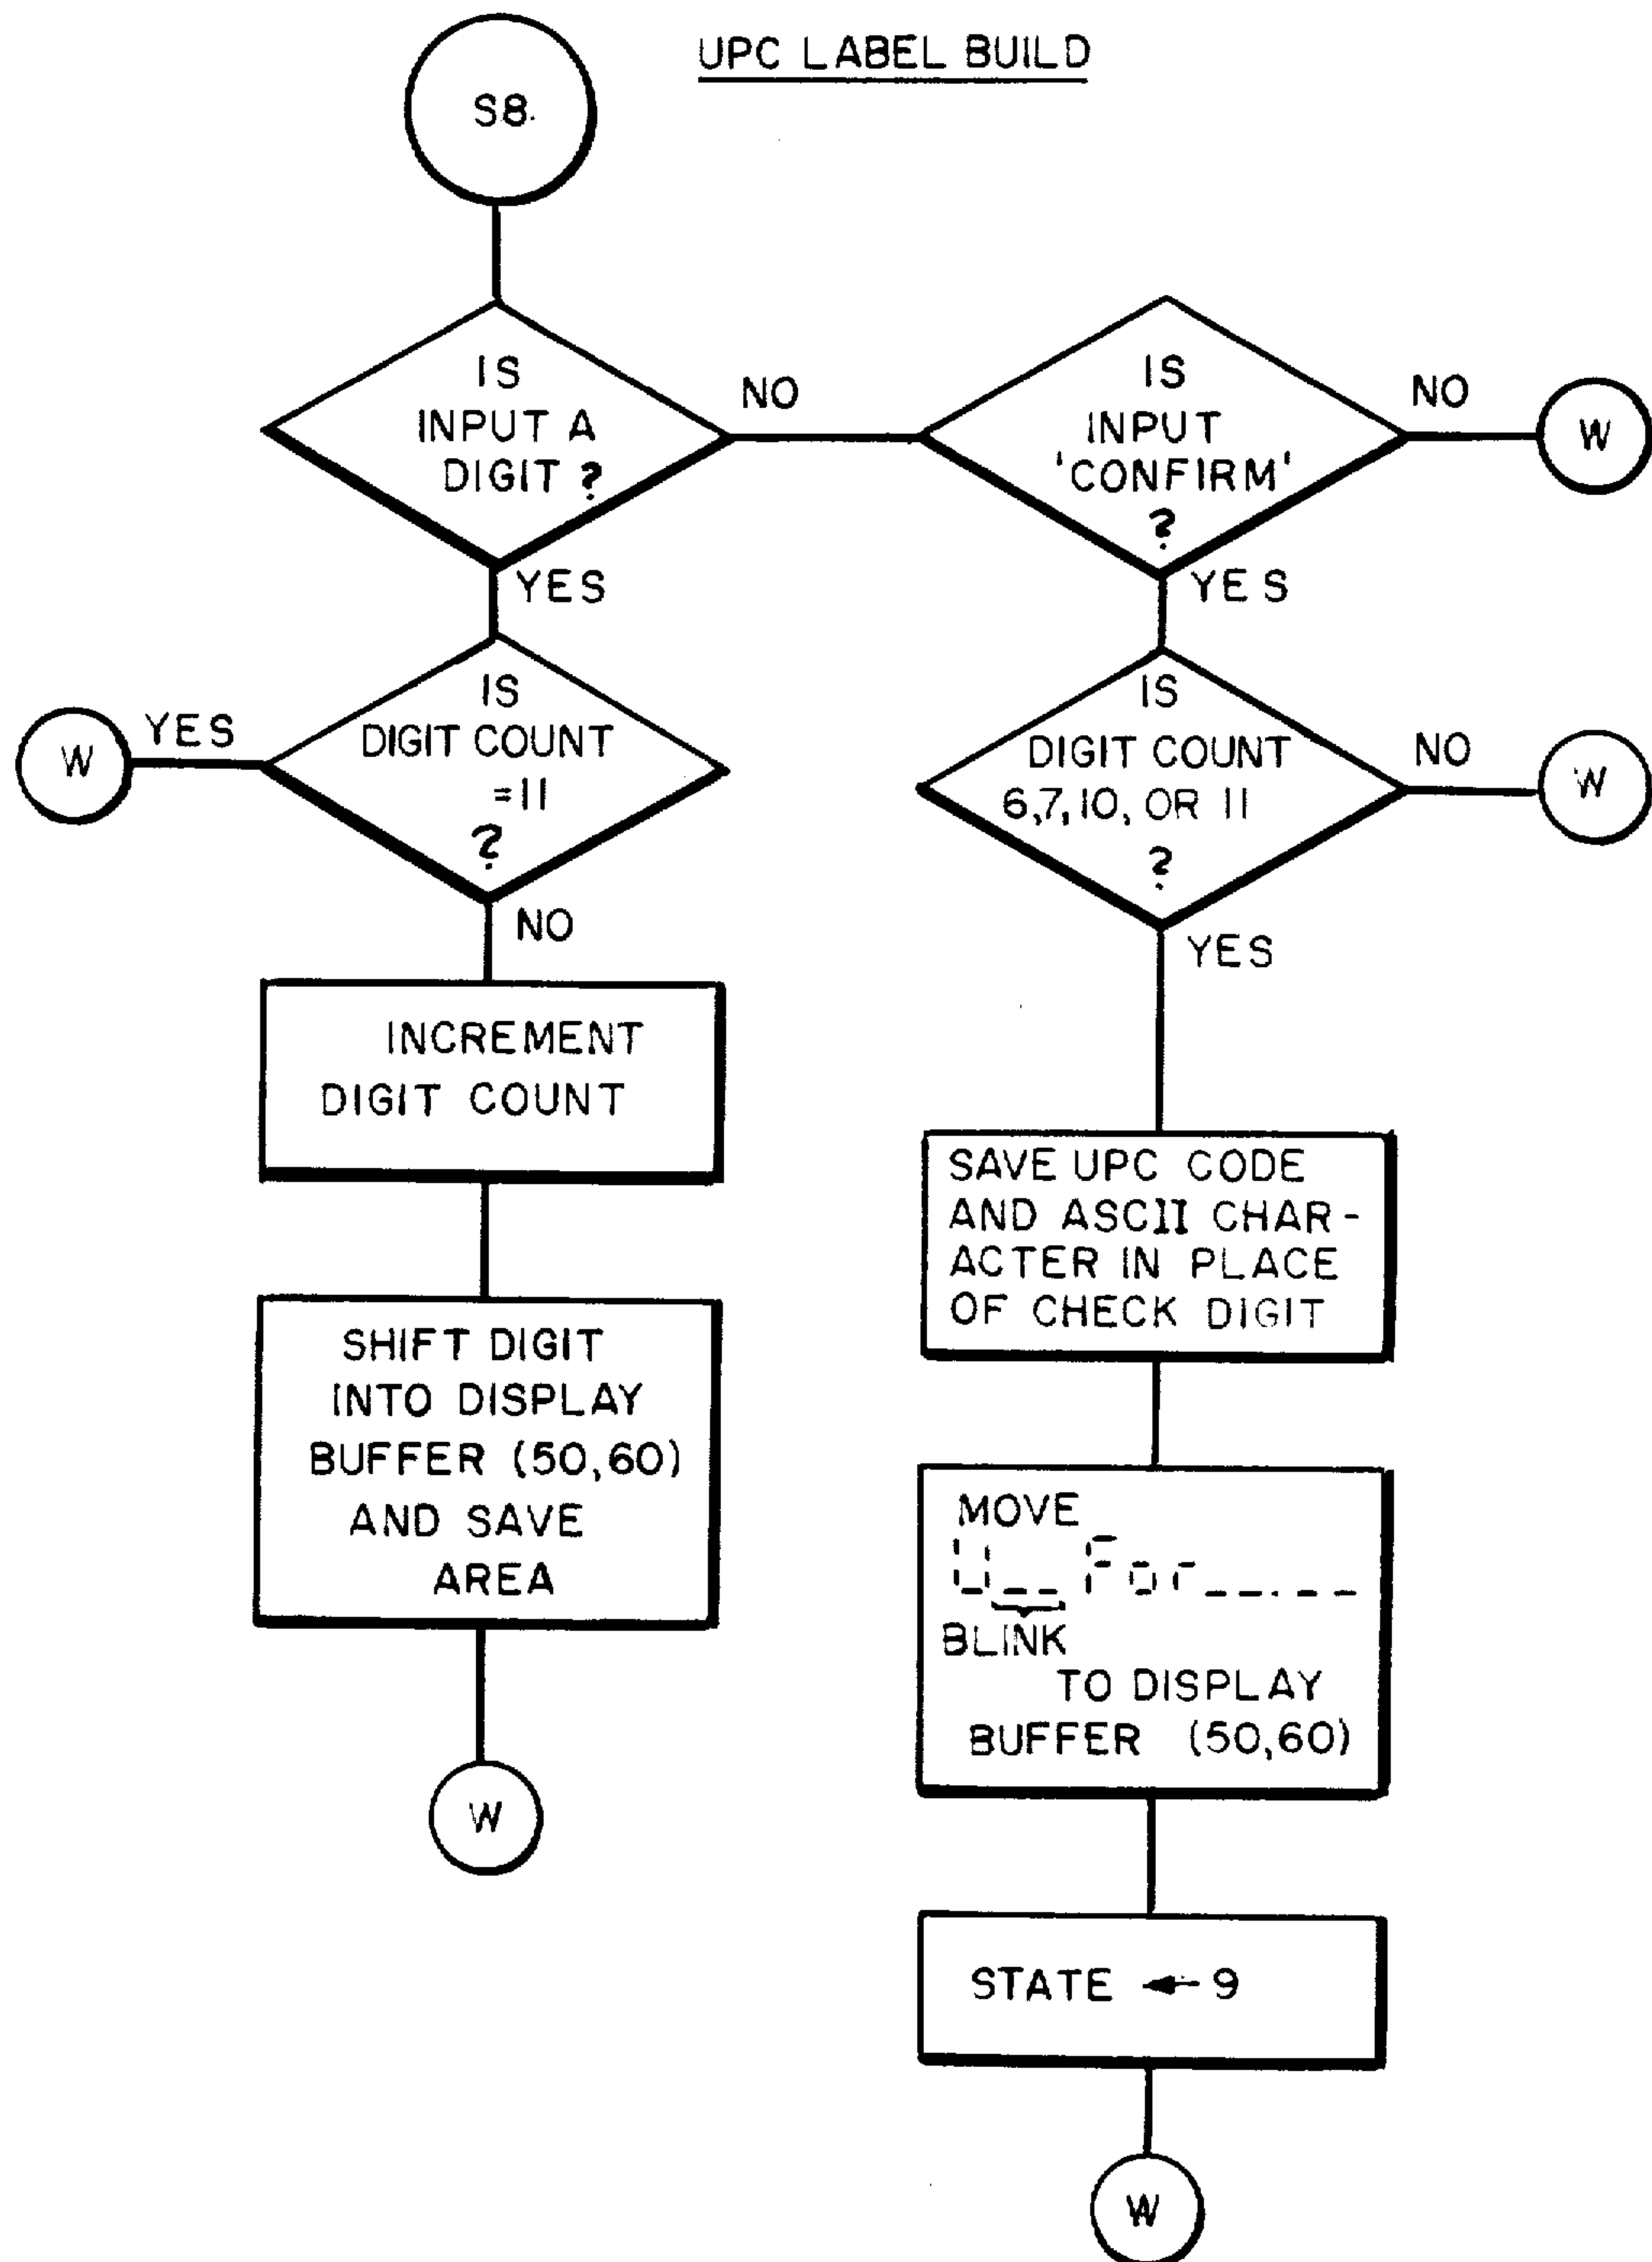 UPC LABEL BUILD
S8.
IS
INPUT A
DIGIT ?
NO
YES
IS
INPUT
'CONFIRM'
?
NO
W
YES
IS
DIGIT COUNT
=11
?
YES
W
NO
IS
DIGIT COUNT
6,7,10, OR 11
?
NO
W
YES
INCREMENT
DIGIT COUNT
SHIFT DIGIT
INTO DISPLAY
BUFFER (50,60)
AND SAVE
AREA
W
SAVE UPC CODE
AND ASCII CHAR-
ACTER IN PLACE
OF CHECK DIGIT
MOVE
U__For__.__
BLINK
TO DISPLAY
BUFFER (50,60)
STATE ← 9
W